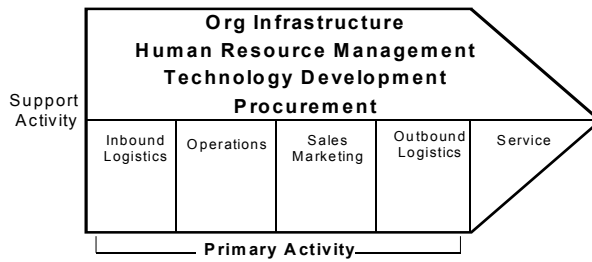 Org Infrastructure
Human Resource Management
Technology Development
Procurement
Support
Activity
Inbound
Logistics
Operations
Sales
Marketing
Outbound
Logistics
Service
Primary Activity